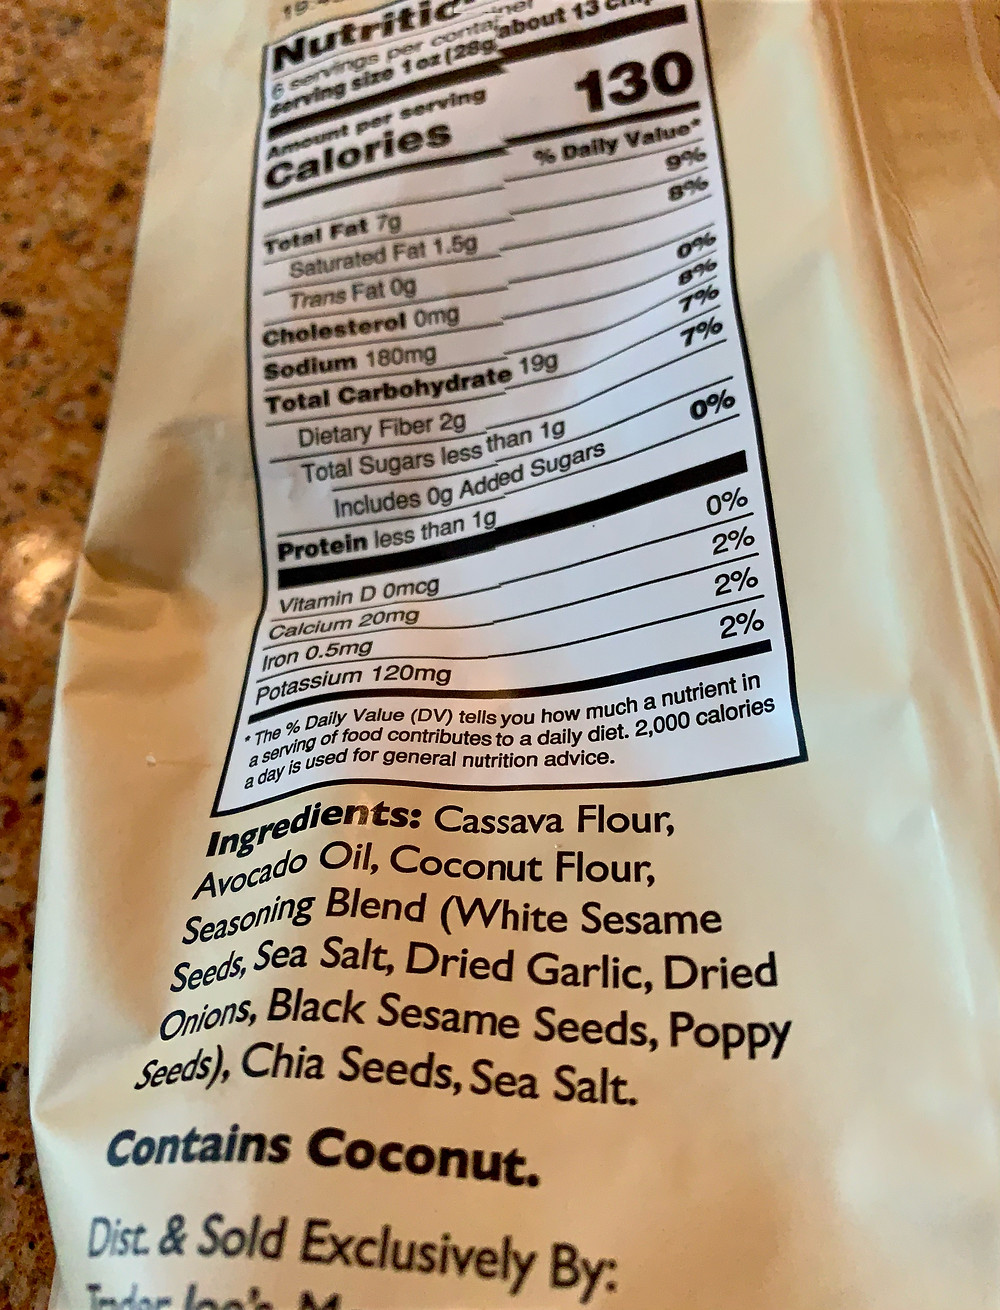 Nutritio
6 servings per container
serving size 1 oz (28g/about 13
Amount per serving
Calories 130
% Daily Value*
Total Fat 7g 9%
Saturated Fat 1.5g 8%
Trans Fat 0g
Cholesterol 0mg 0%
Sodium 180mg 8%
Total Carbohydrate 19g 7%
Dietary Fiber 2g 7%
Total Sugars less than 1g
Includes 0g Added Sugars 0%
Protein less than 1g
Vitamin D 0mcg 0%
Calcium 20mg 2%
Iron 0.5mg 2%
Potassium 120mg 2%
* The % Daily Value (DV) tells you how much a nutrient in
a serving of food contributes to a daily diet. 2,000 calories
a day is used for general nutrition advice.
Ingredients: Cassava Flour,
Avocado Oil, Coconut Flour,
Seasoning Blend (White Sesame
Seeds, Sea Salt, Dried Garlic, Dried
Onions, Black Sesame Seeds, Poppy
Seeds), Chia Seeds, Sea Salt.
Contains Coconut.
Dist. & Sold Exclusively By:
Trader Joe's, M